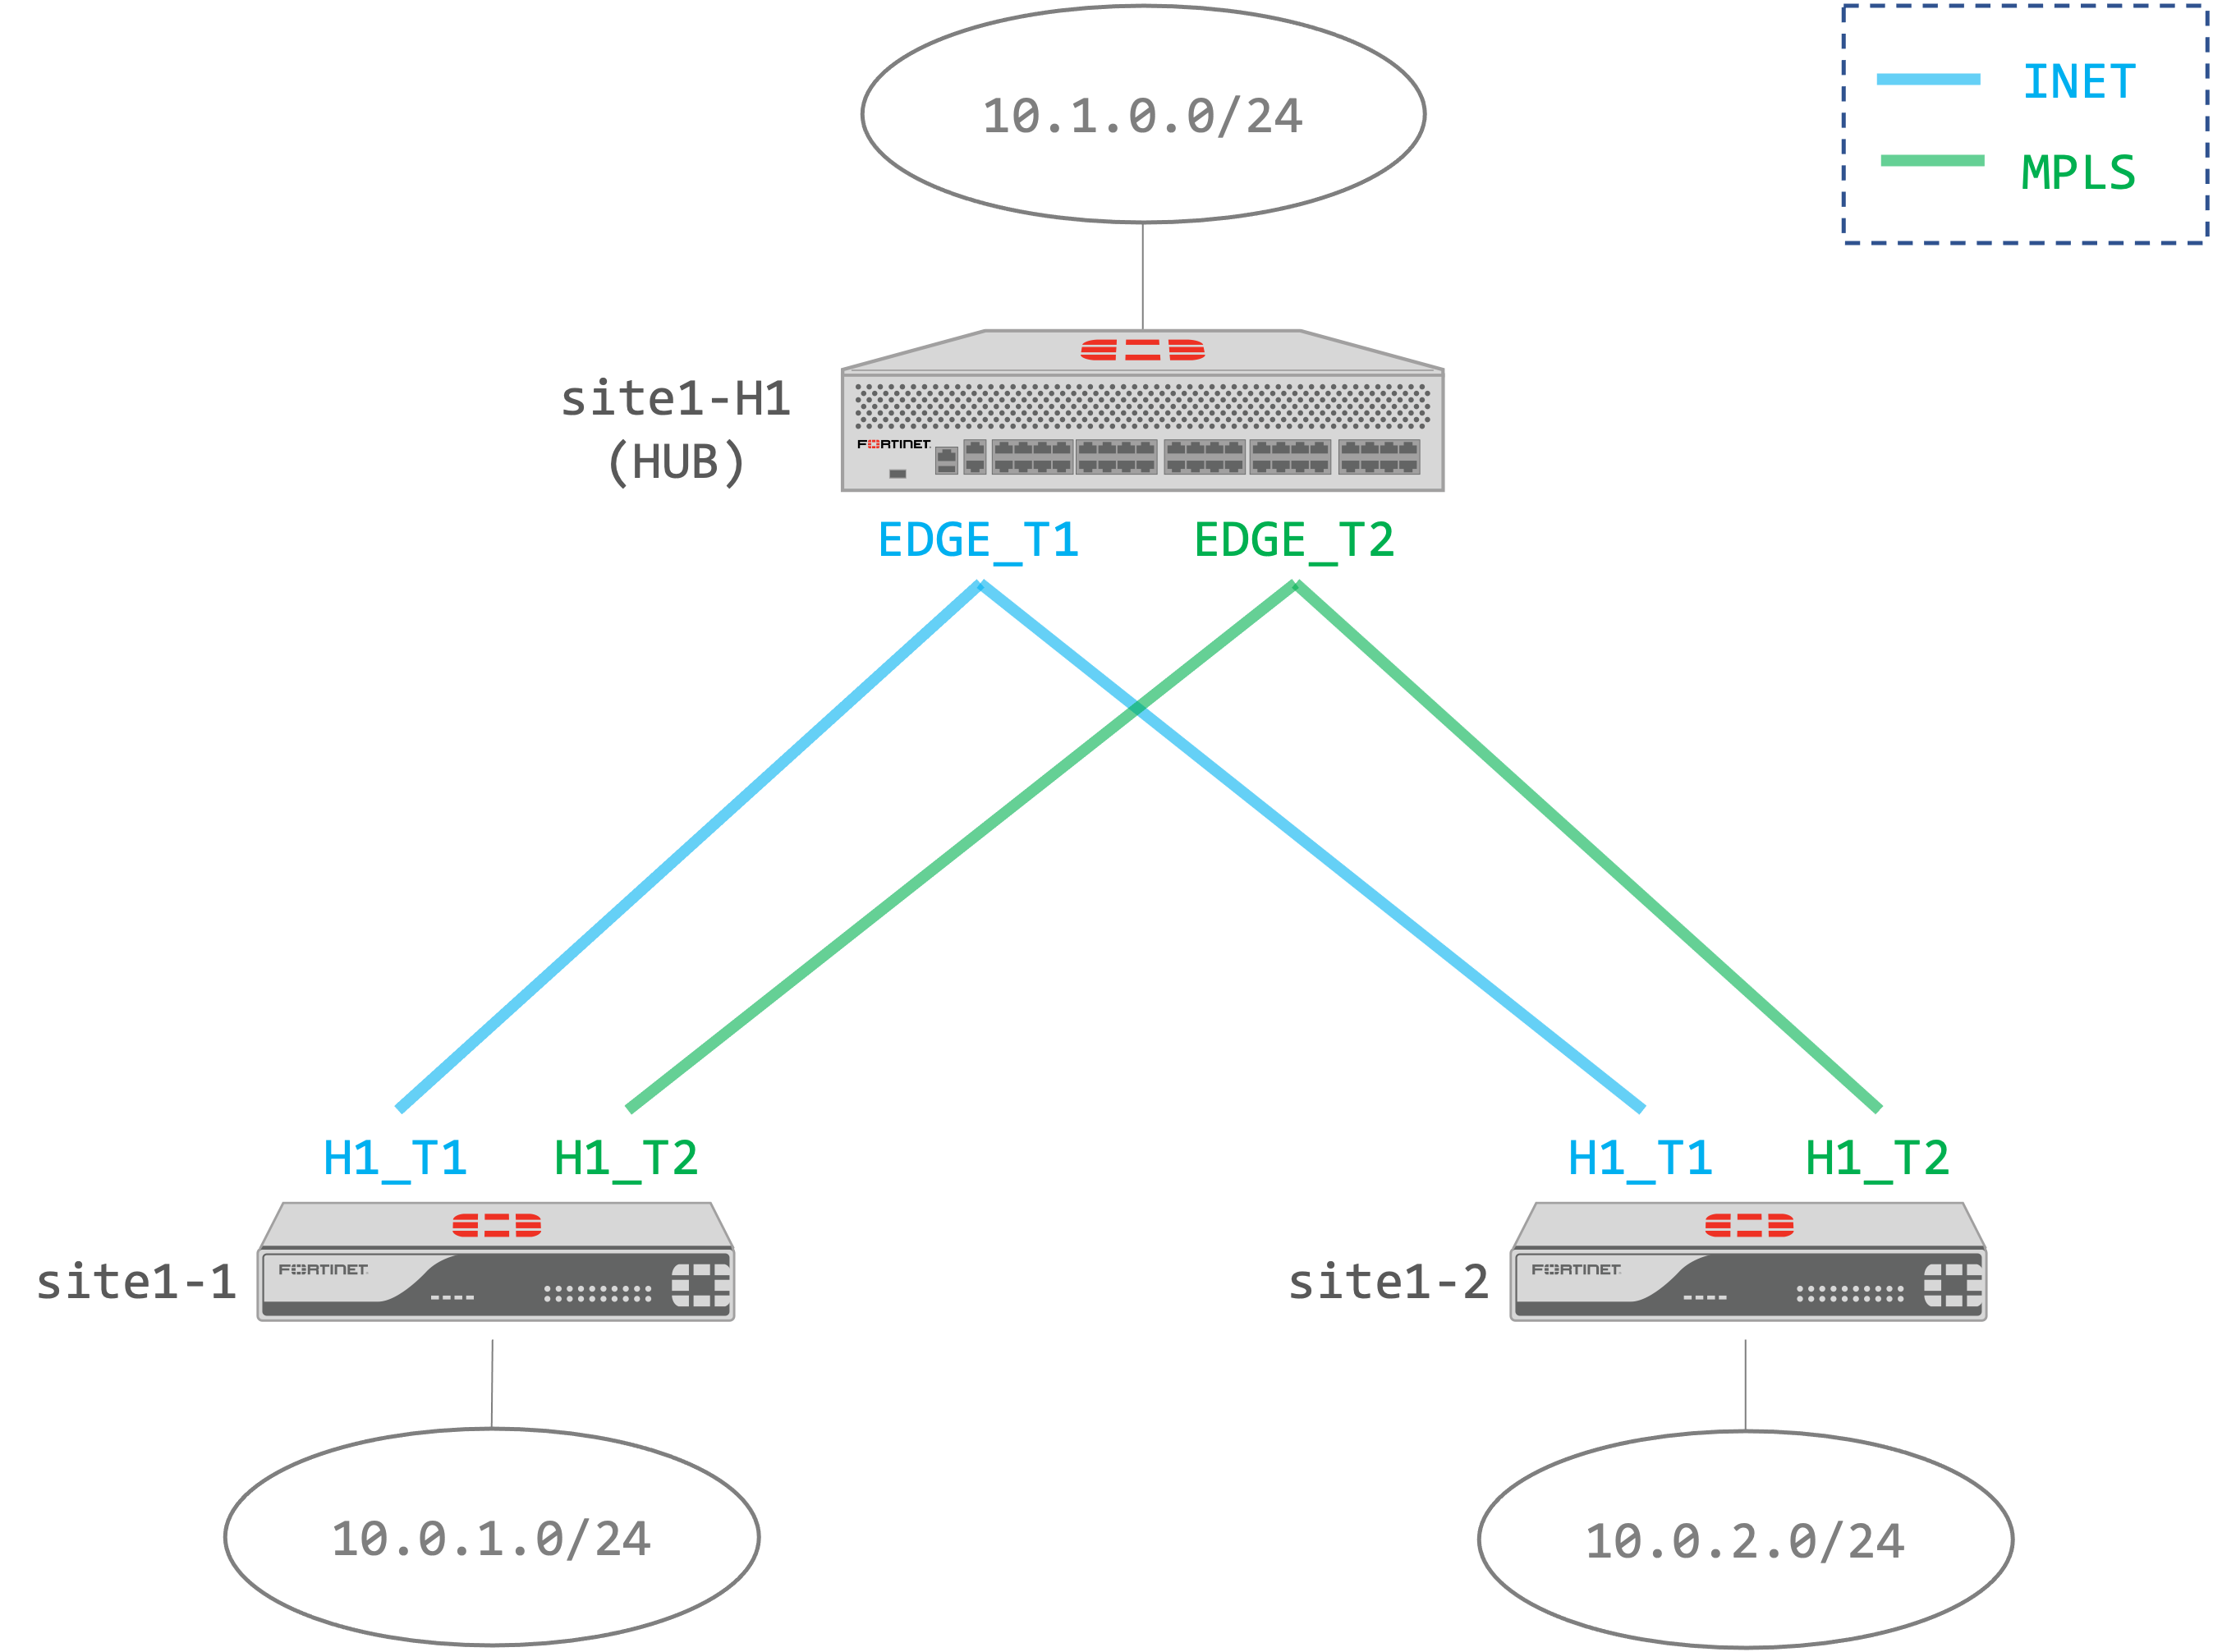 10.1.0.0/24
INET
MPLS
site1-H1
(HUB)
FORTINET
EDGE_T1
EDGE_T2
H1_T1
H1_T2
H1_T1
H1_T2
site1-1
FORTINET
site1-2
FORTINET
10.0.1.0/24
10.0.2.0/24